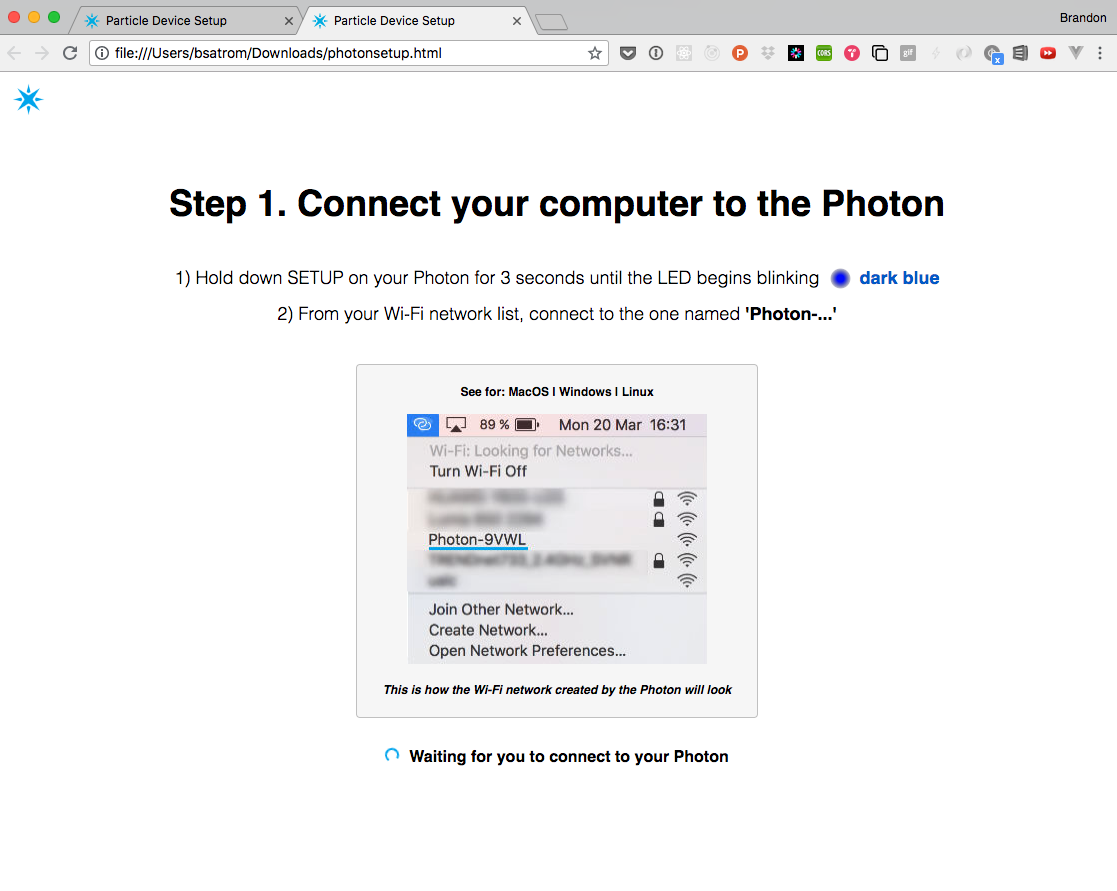 Particle Device Setup
Particle Device Setup
Brandon
file:///Users/bsatrom/Downloads/photonsetup.html
CORS
gif
Step 1. Connect your computer to the Photon
1) Hold down SETUP on your Photon for 3 seconds until the LED begins blinking dark blue
2) From your Wi-Fi network list, connect to the one named 'Photon-...'
See for: MacOS | Windows | Linux
89 % Mon 20 Mar 16:31
Wi-Fi: Looking for Networks...
Turn Wi-Fi Off
Photon-9VWL
Join Other Network...
Create Network...
Open Network Preferences...
This is how the Wi-Fi network created by the Photon will look
Waiting for you to connect to your Photon